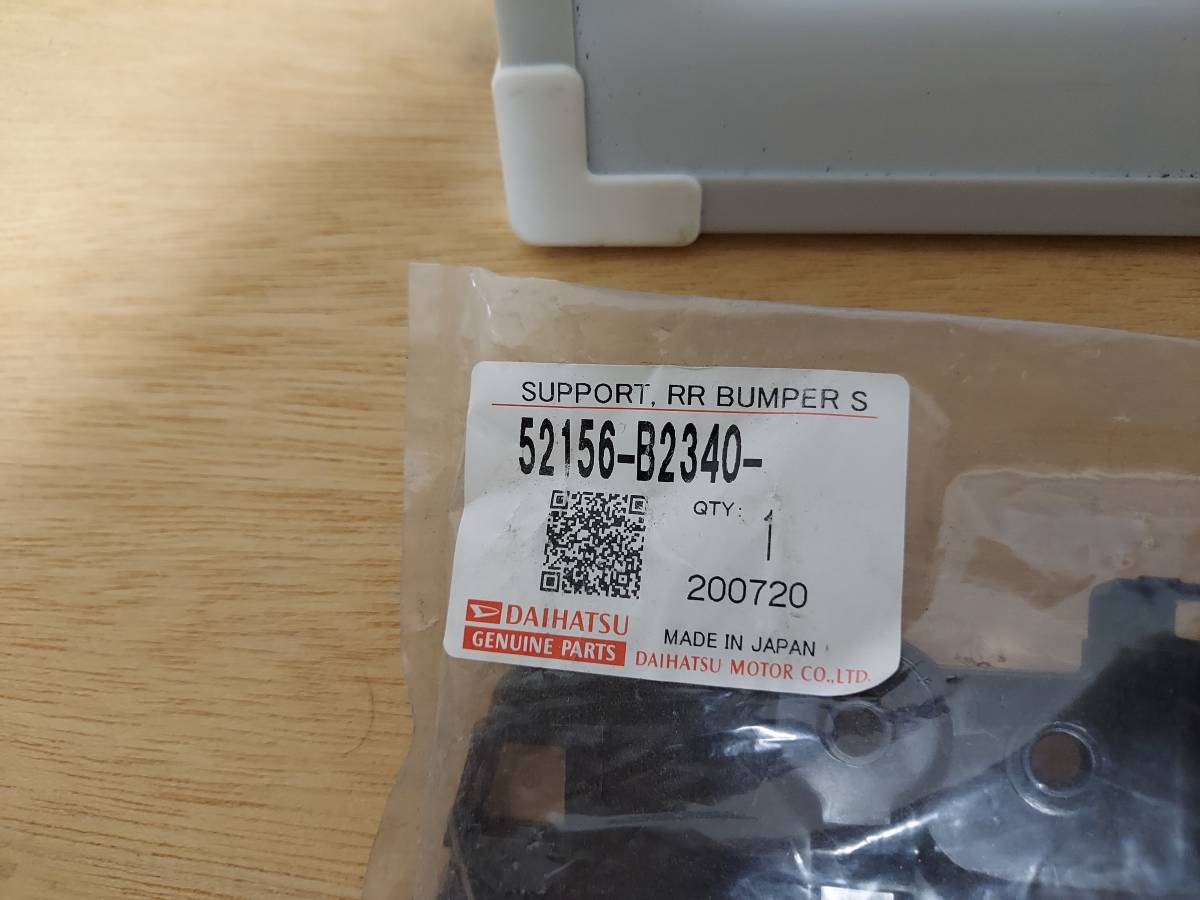 SUPPORT, RR BUMPER S
52156-B2340-
QTY: 1
200720
DAIHATSU
GENUINE PARTS
MADE IN JAPAN
DAIHATSU MOTOR CO.,LTD.